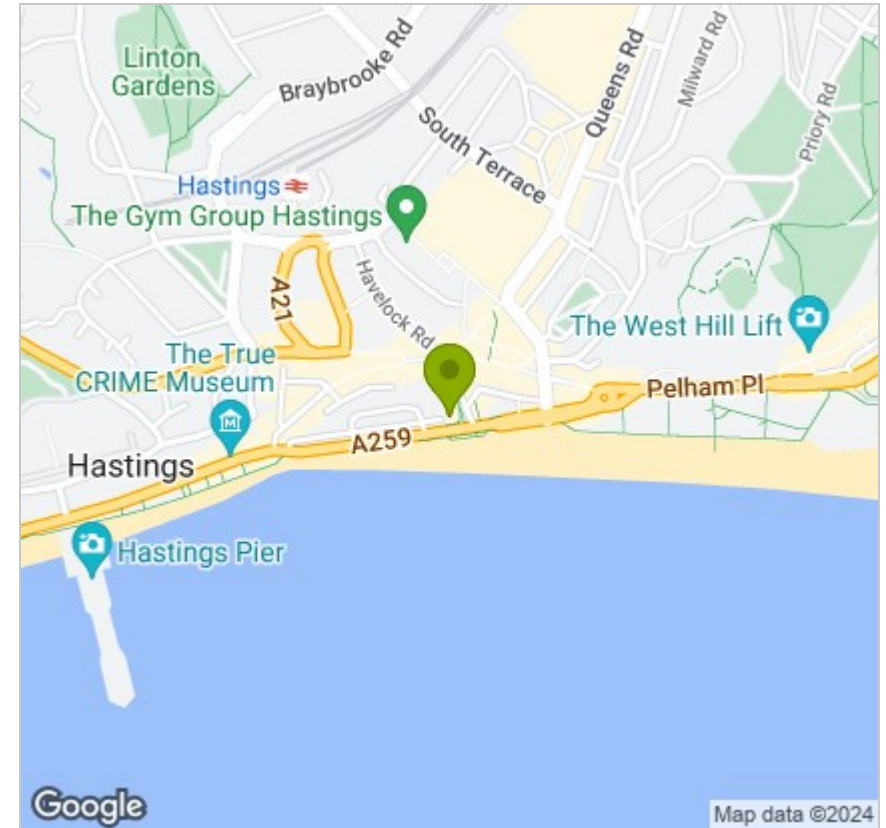 Linton
Gardens
Braybrooke Rd
Queens Rd
Milward Rd
Priory Rd
South Terrace
Hastings
The Gym Group Hastings
A21
Havelock Rd
The West Hill Lift
The True
CRIME Museum
M
Pelham Pl
A259
Hastings
Hastings Pier
Google
Map data ©2024